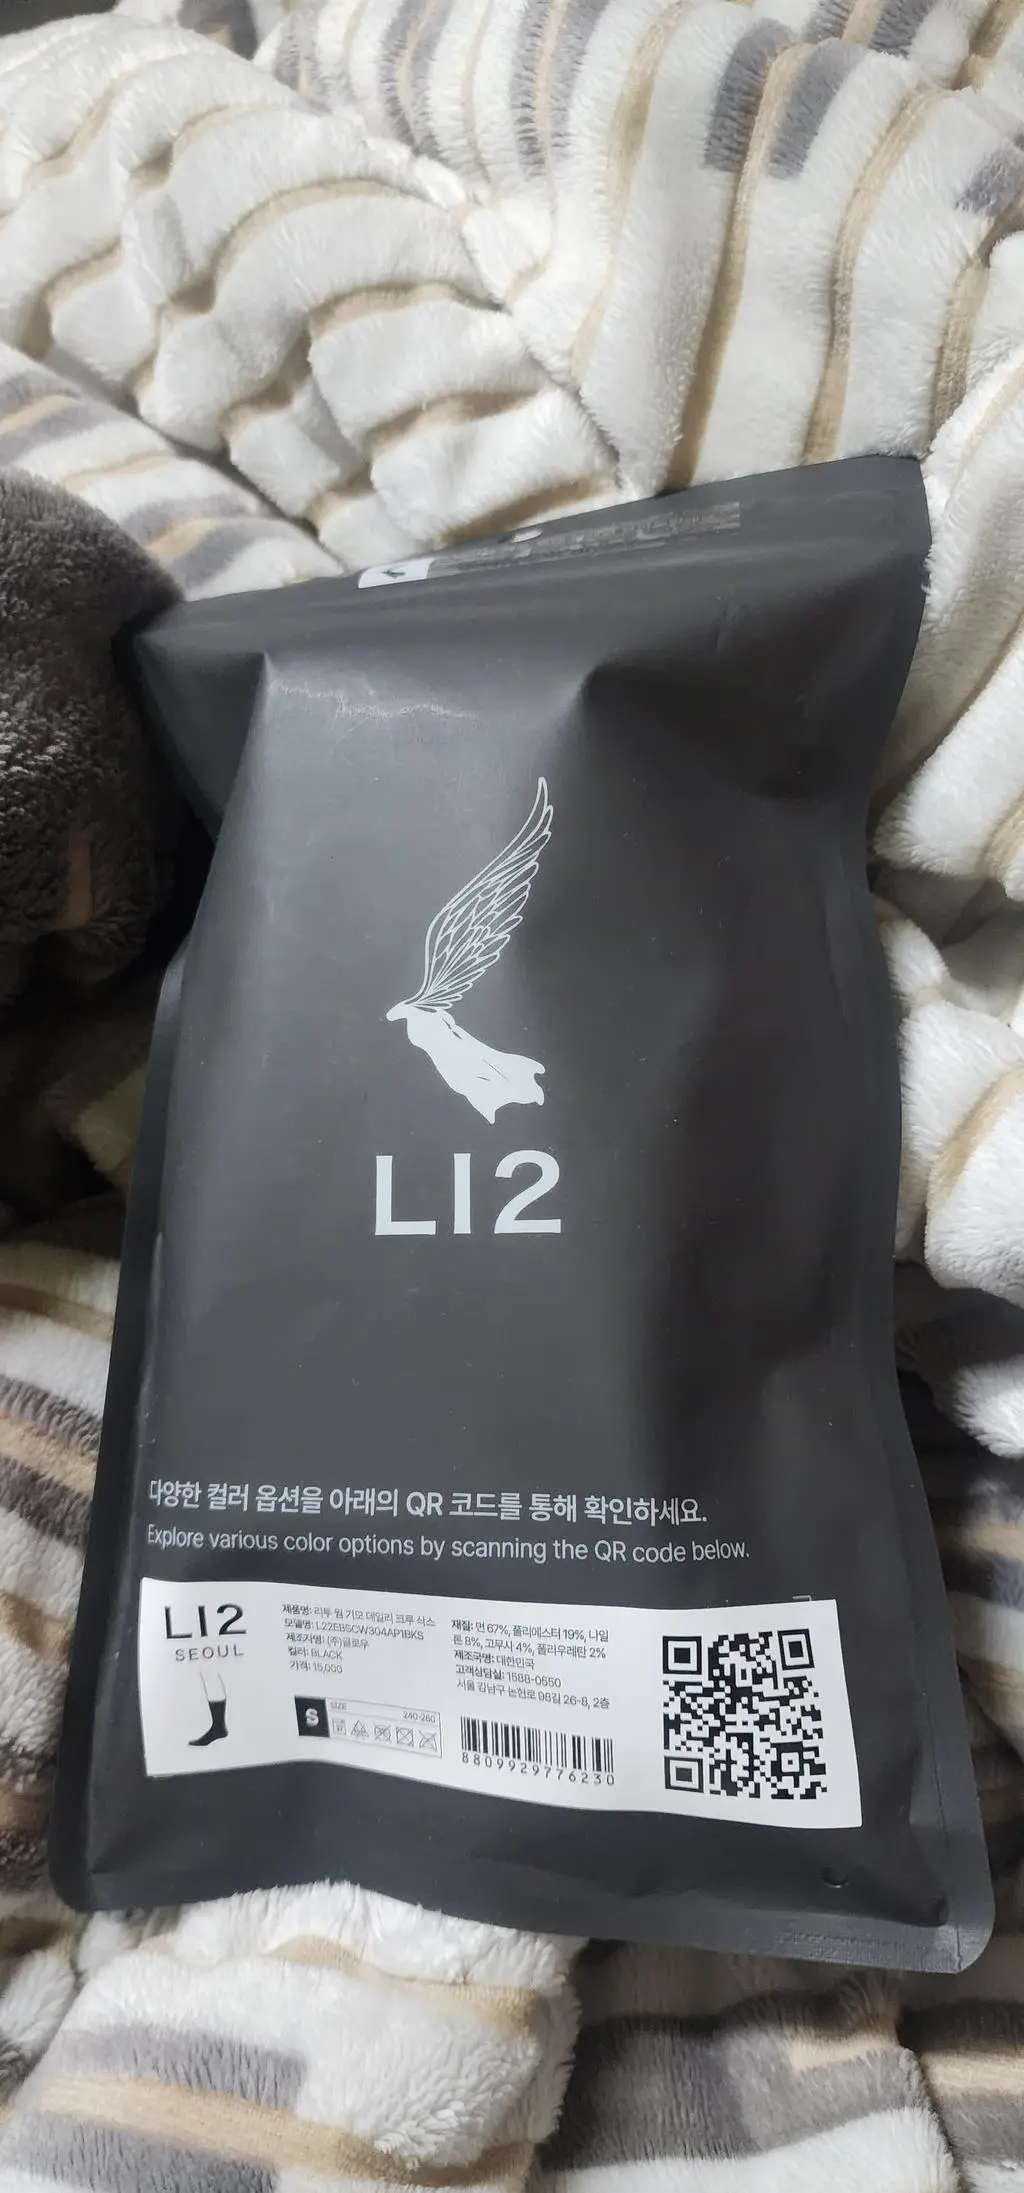 LI2
다양한 컬러 옵션을 아래의 QR 코드를 통해 확인하세요.
Explore various color options by scanning the QR code below.
LI2
SEOUL
제품명: 리투 웜 기모 데일리 크루 삭스
모델명: L22EBSCW304AP1BKS
제조자명: (주)글로우
컬러: BLACK
가격: 15,000
S
SIZE
240-260
재질: 면 67%, 폴리에스터 19%, 나일
론 8%, 고무사 4%, 폴리우레탄 2%
제조국명: 대한민국
고객상담실: 1588-0550
서울 강남구 논현로 98길 26-8, 2층
8809929776230